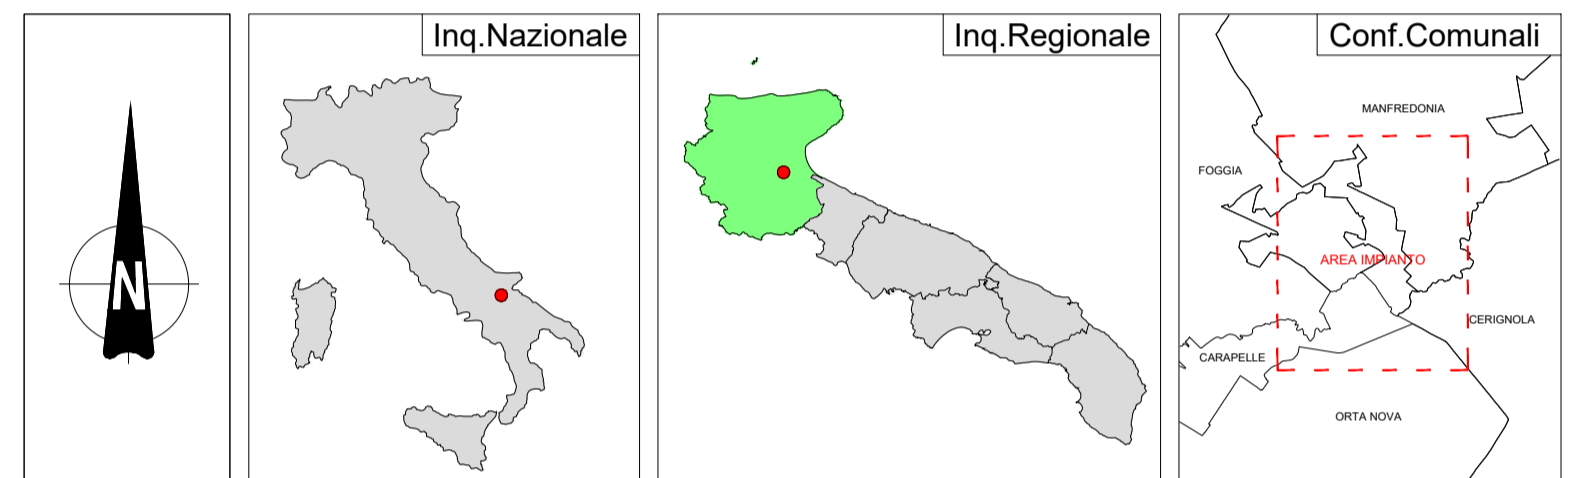 N
Inq.Nazionale
Inq.Regionale
Conf.Comunali
MANFREDONIA
FOGGIA
AREA IMPIANTO
CERIGNOLA
CARAPELLE
ORTA NOVA